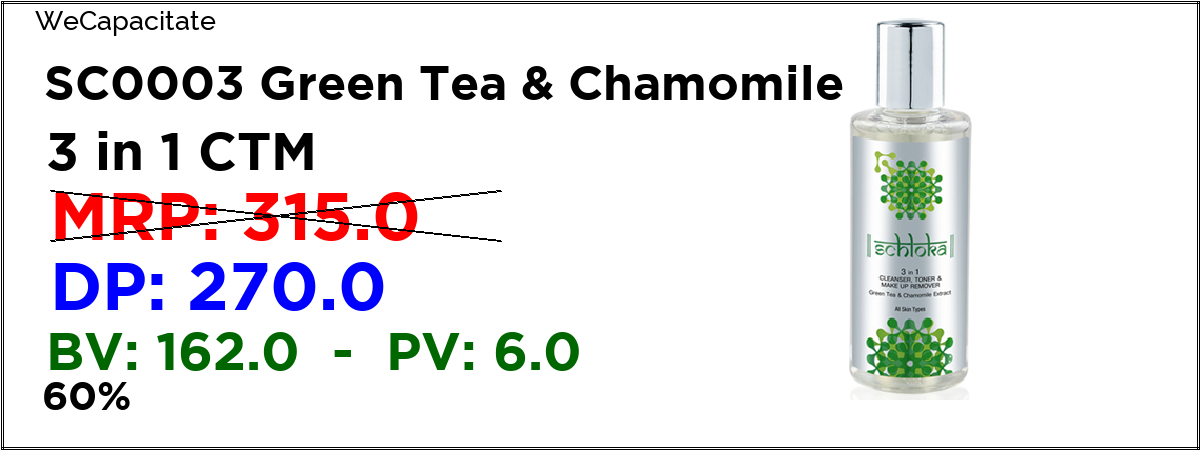 WeCapacitate
SC0003 Green Tea & Chamomile
3 in 1 CTM
MRP: 315.0
DP: 270.0
BV: 162.0 - PV: 6.0
60%
schloka
3 in 1
CLEANSER, TONER &
MAKE UP REMOVER
Green Tea & Chamomile Extract
All Skin Types